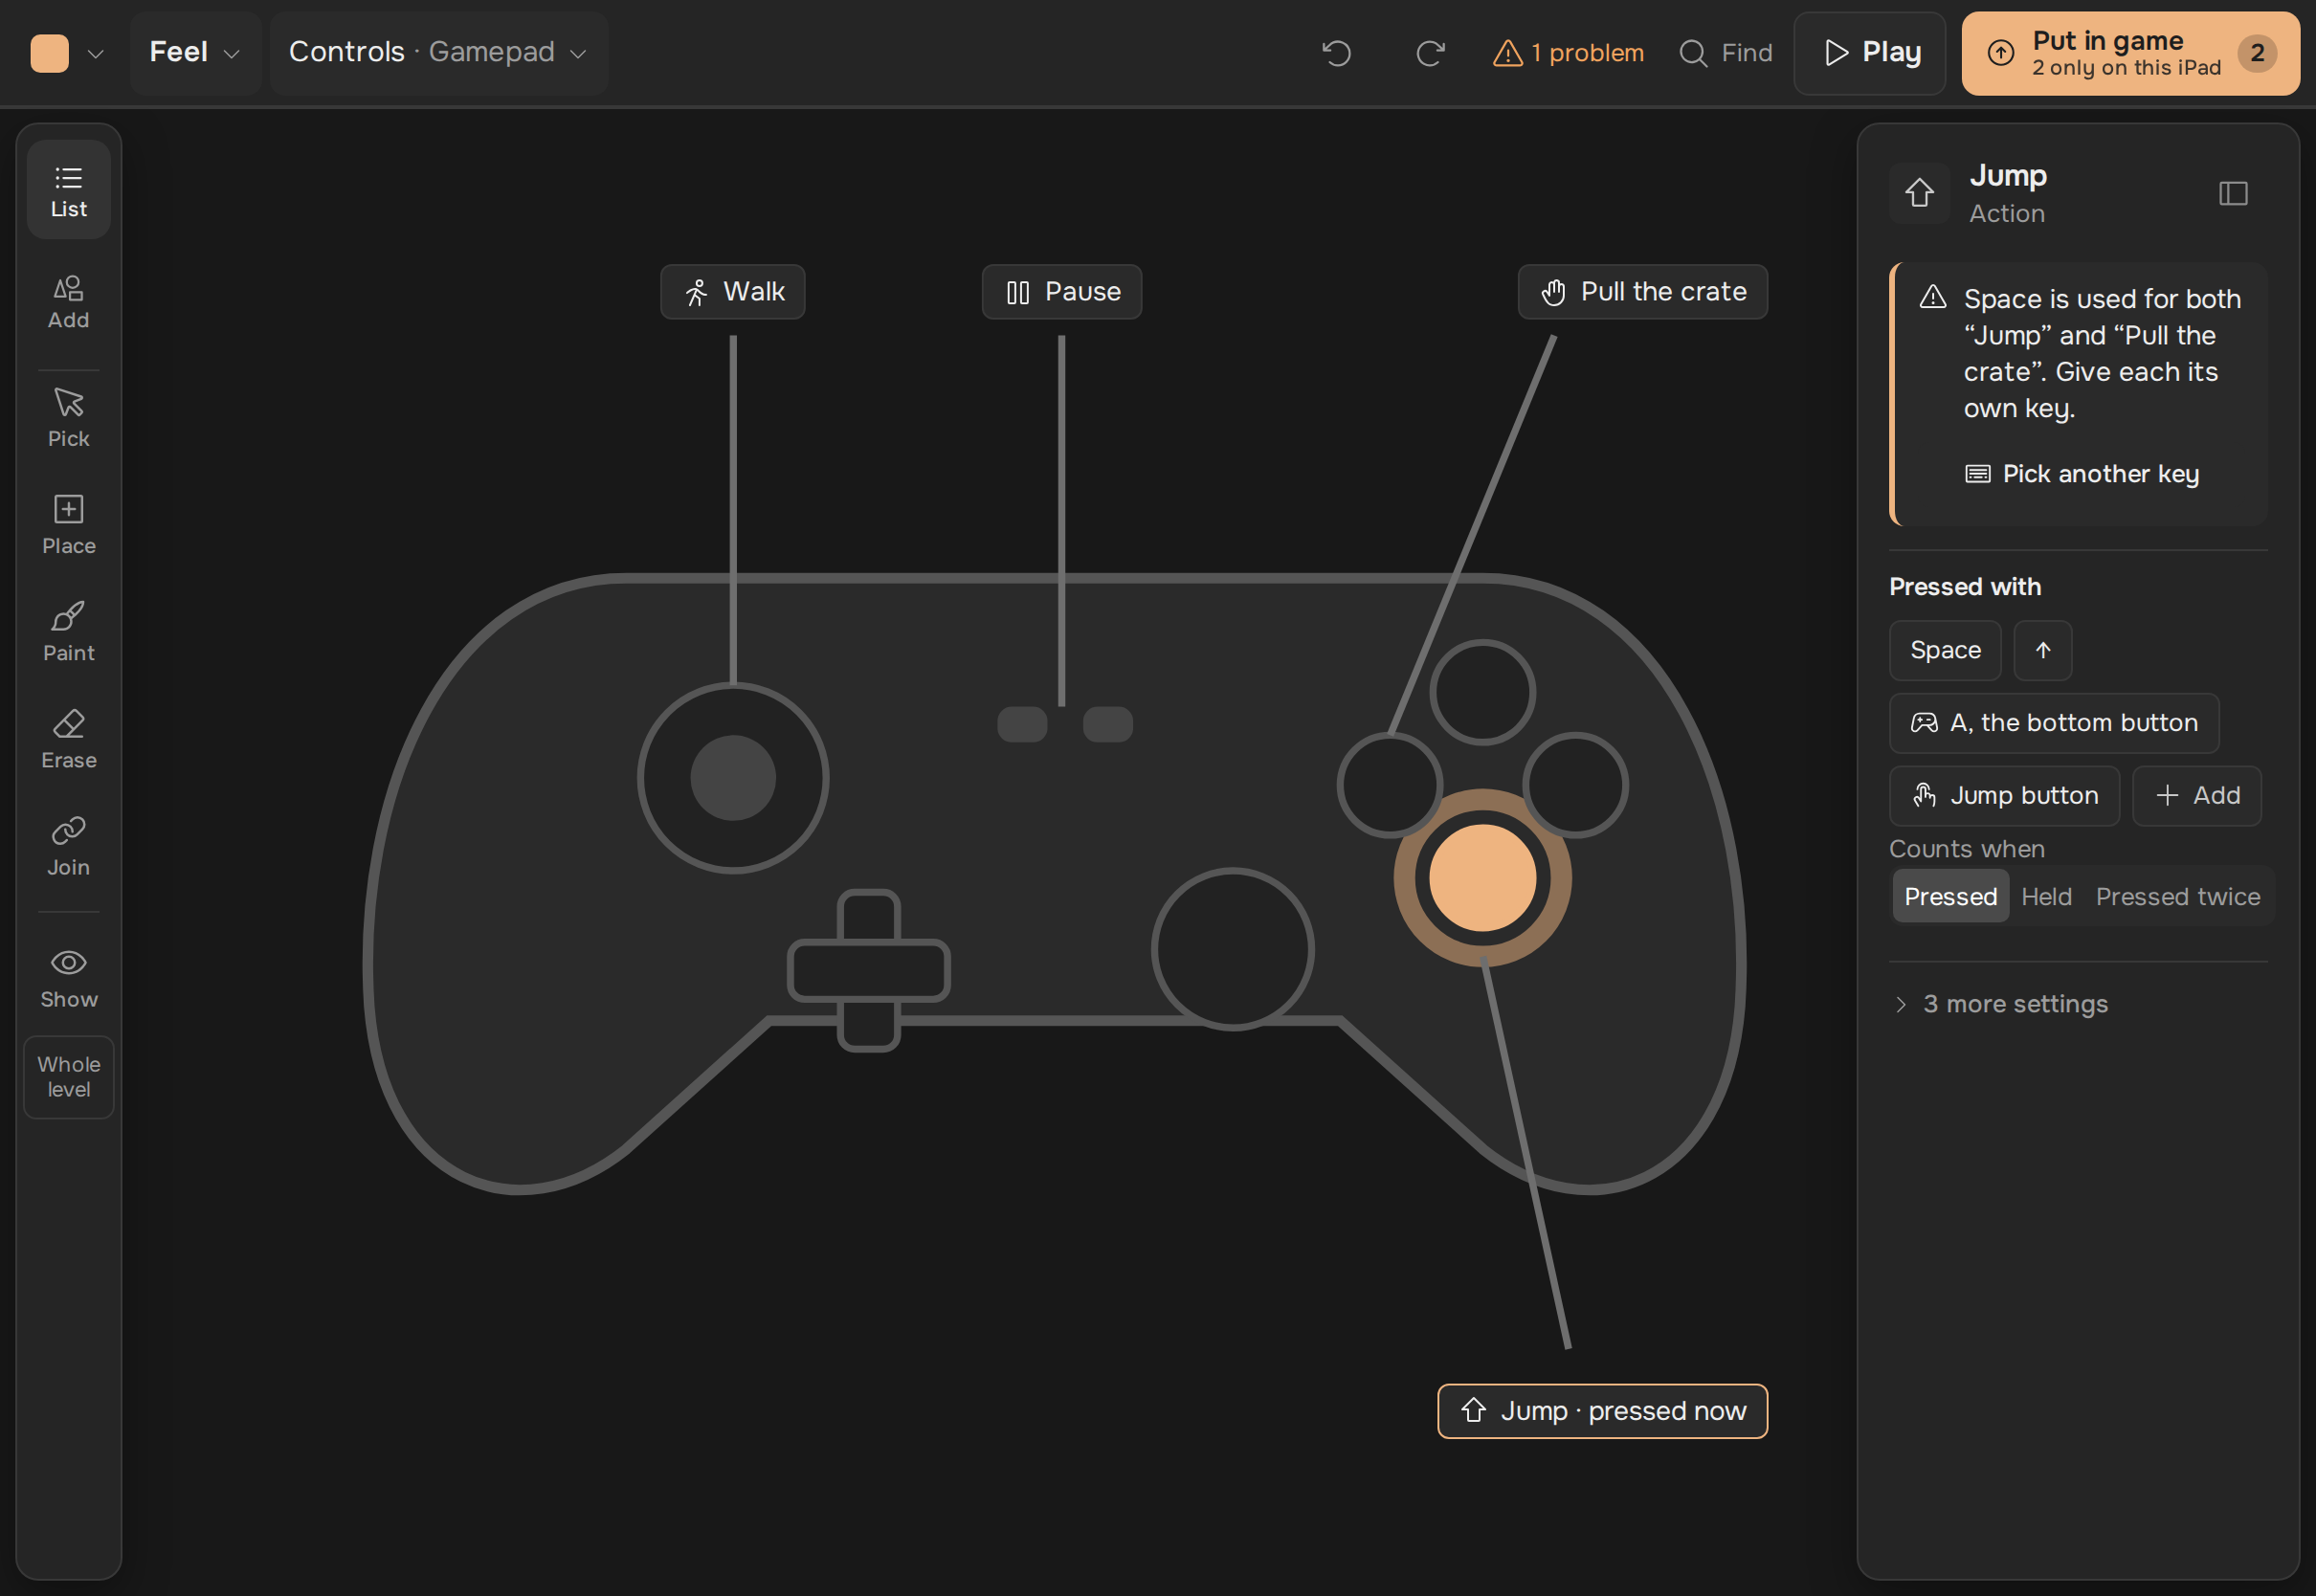 Feel
Controls · Gamepad
1 problem
Find
Play
Put in game
2 only on this iPad
2
List
Add
Pick
Place
Paint
Erase
Join
Show
Whole
level
Walk
Pause
Pull the crate
Jump · pressed now
Jump
Action
Space is used for both
“Jump” and “Pull the
crate”. Give each its
own key.
Pick another key
Pressed with
Space
↑
A, the bottom button
Jump button
Add
Counts when
Pressed Held Pressed twice
3 more settings